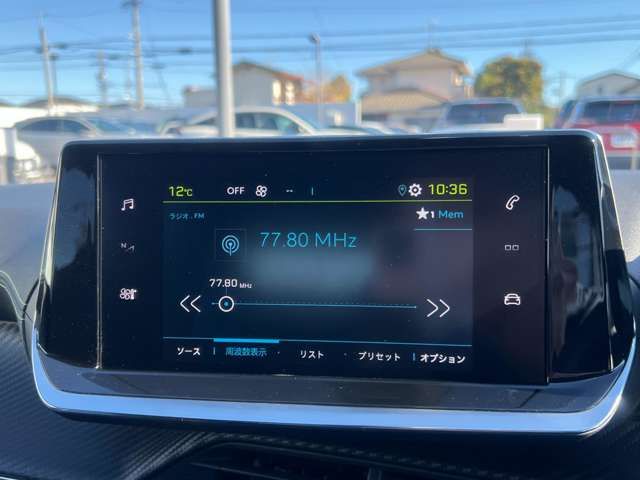 12°C OFF -- 10:36
ラジオ . FM
★1 Mem
77.80 MHz
77.80 MHz
N
ソース 周波数表示 リスト プリセット オプション